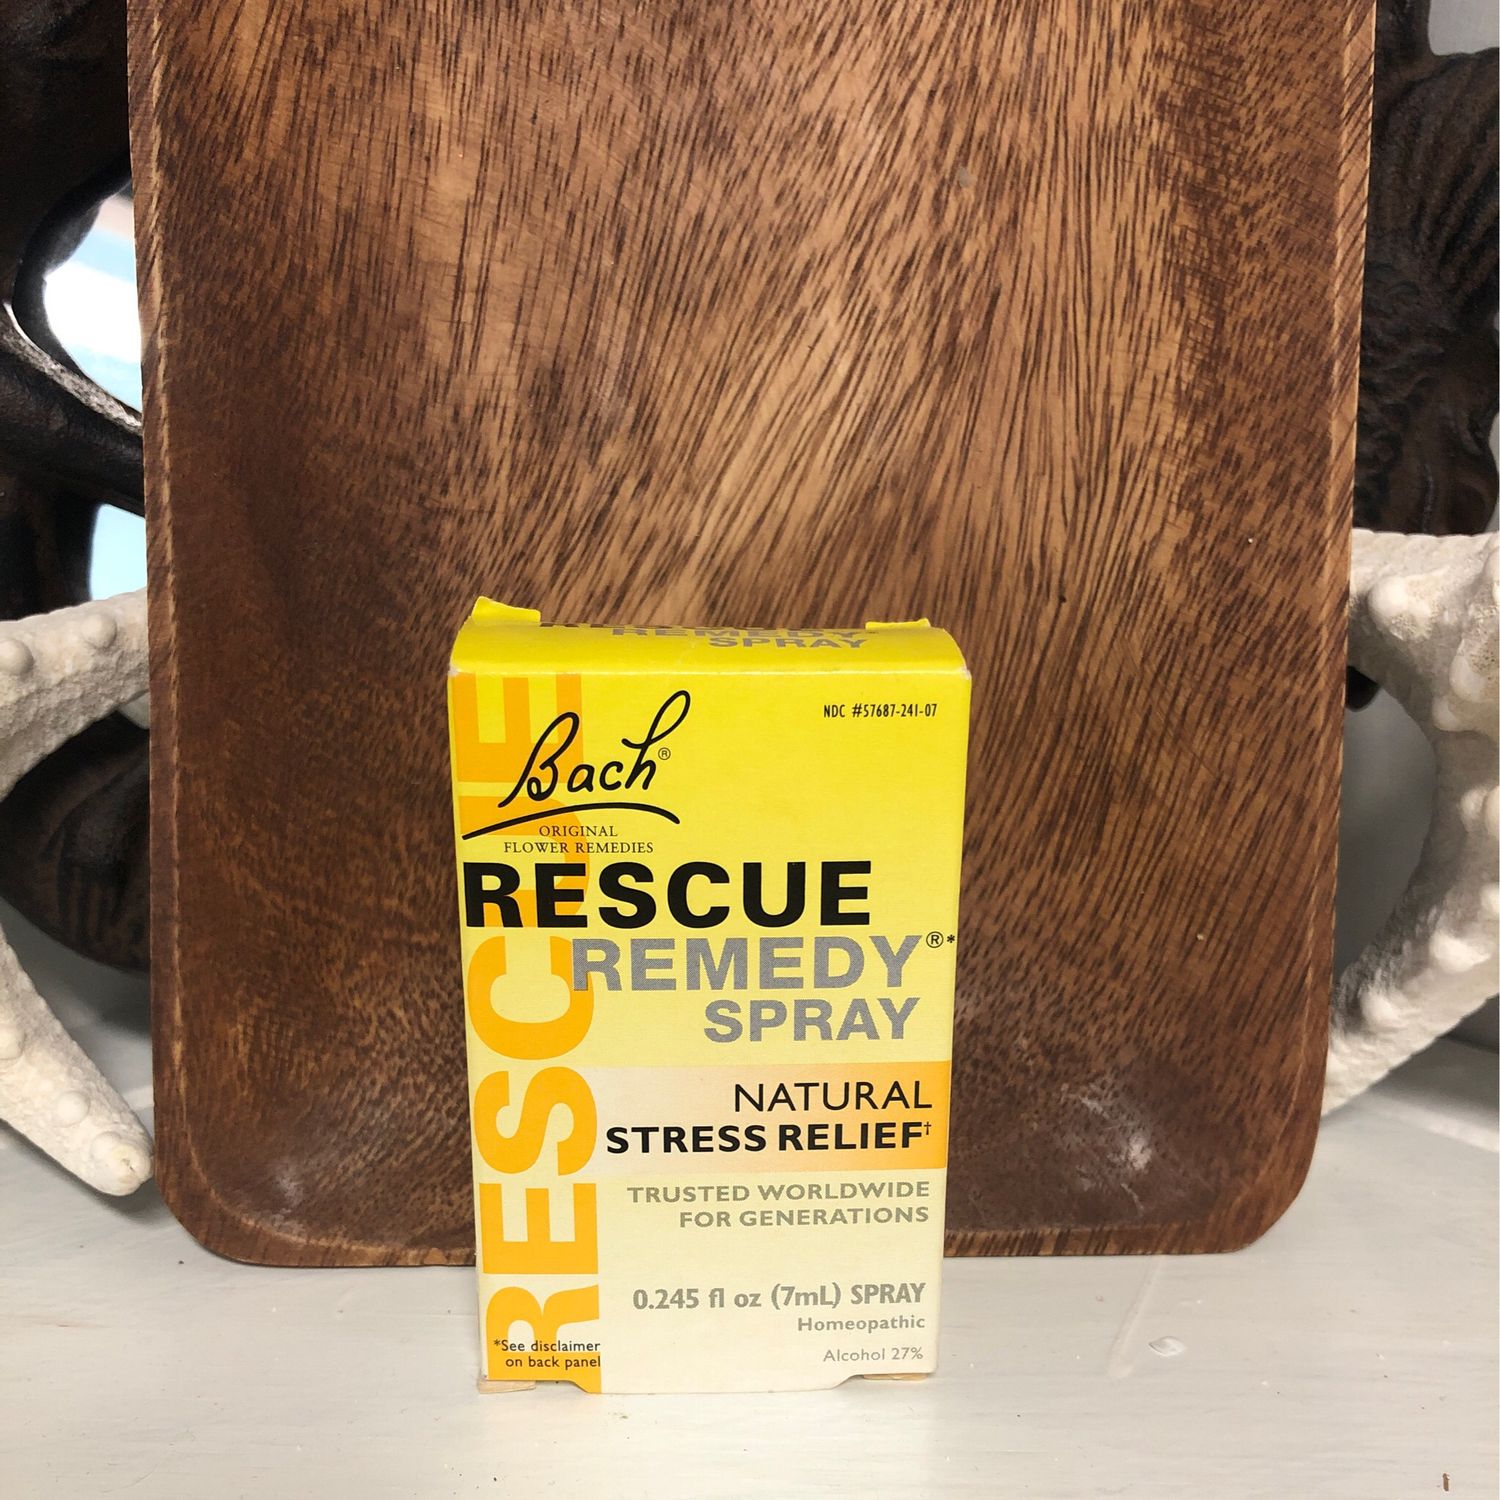 REMEDY
SPRAY
Bach®
NDC #57687-241-07
ORIGINAL
FLOWER REMEDIES
RESCUE
REMEDY®*
SPRAY
RESCUE
NATURAL
STRESS RELIEF†
TRUSTED WORLDWIDE
FOR GENERATIONS
0.245 fl oz (7mL) SPRAY
Homeopathic
Alcohol 27%
*See disclaimer
on back panel